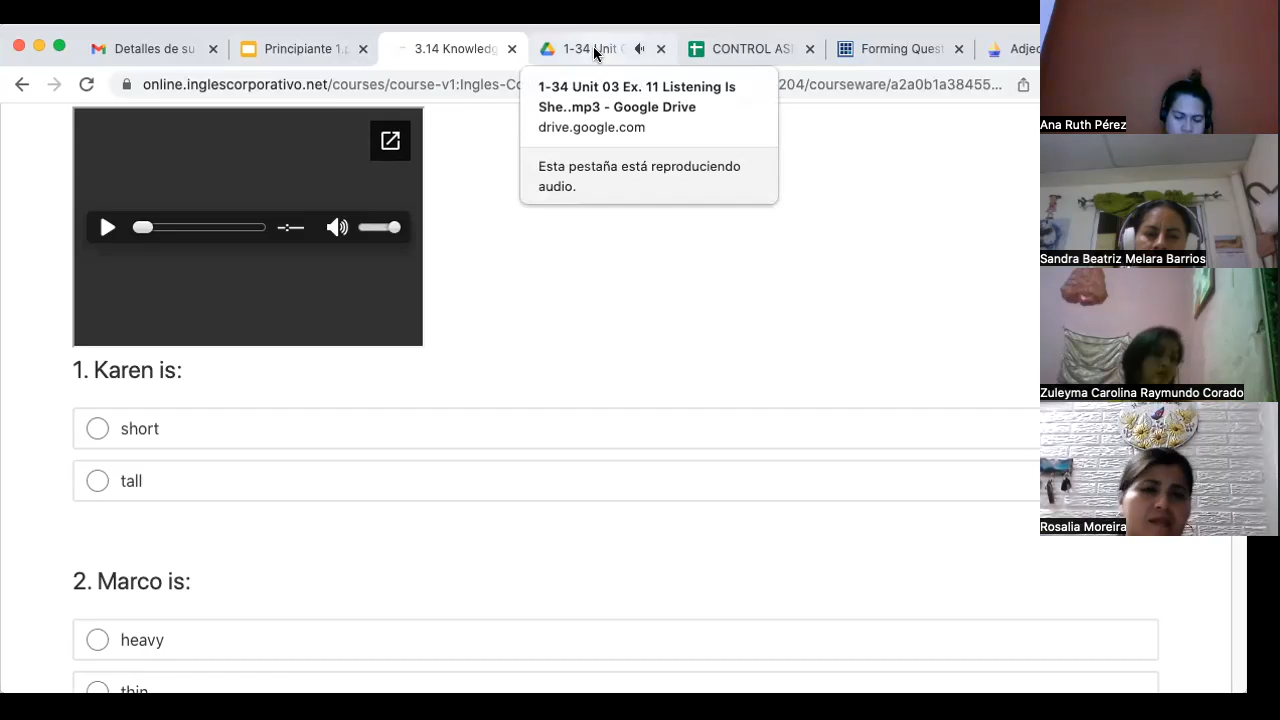 Detalles de su
Principiante 1.
3.14 Knowledg
1-34 Unit
CONTROL AS
Forming Quest
Adjec
online.inglescorporativo.net/courses/course-v1:Ingles-Co
204/courseware/a2a0b1a38455...
1-34 Unit 03 Ex. 11 Listening Is
She..mp3 - Google Drive
drive.google.com
Esta pestaña está reproduciendo
audio.
-:--
1. Karen is:
short
tall
2. Marco is:
heavy
thin
Ana Ruth Pérez
Sandra Beatriz Melara Barrios
Zuleyma Carolina Raymundo Corado
Rosalia Moreira